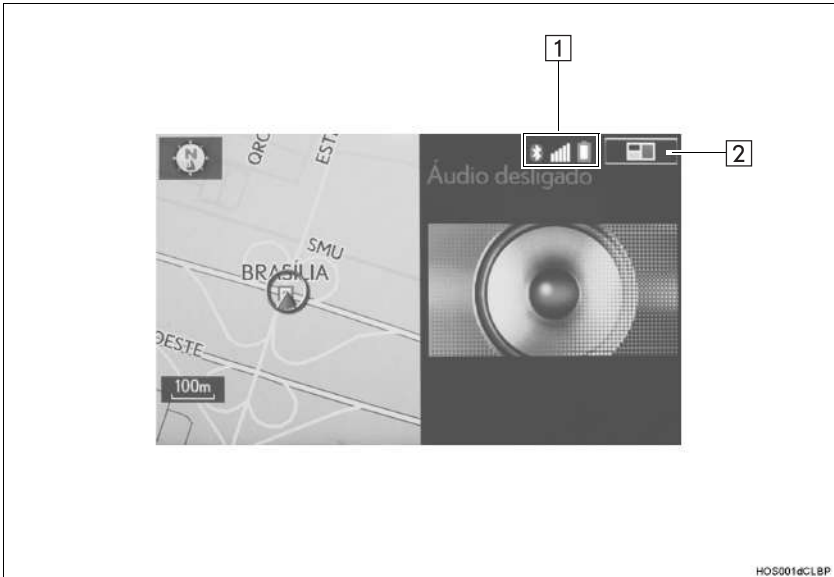 1
2
Áudio desligado
N
QRC
EST
SMU
BRASÍLIA
OESTE
100m
HOS001dCLBP